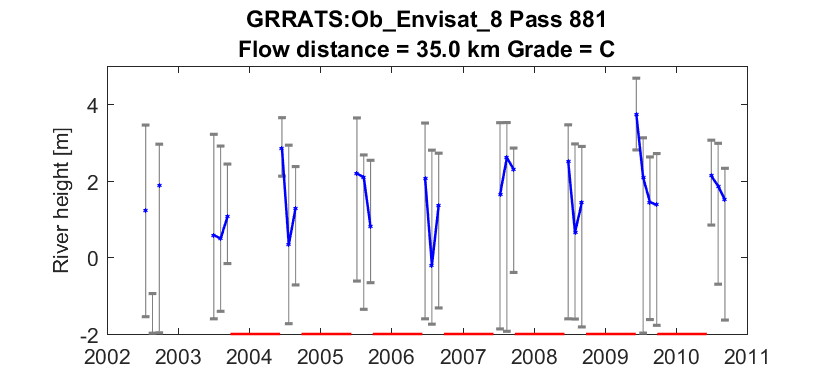 GRRATS:Ob_Envisat_8 Pass 881
Flow distance = 35.0 km Grade = C
River height [m]
4
2
0
-2
2002 2003 2004 2005 2006 2007 2008 2009 2010 2011